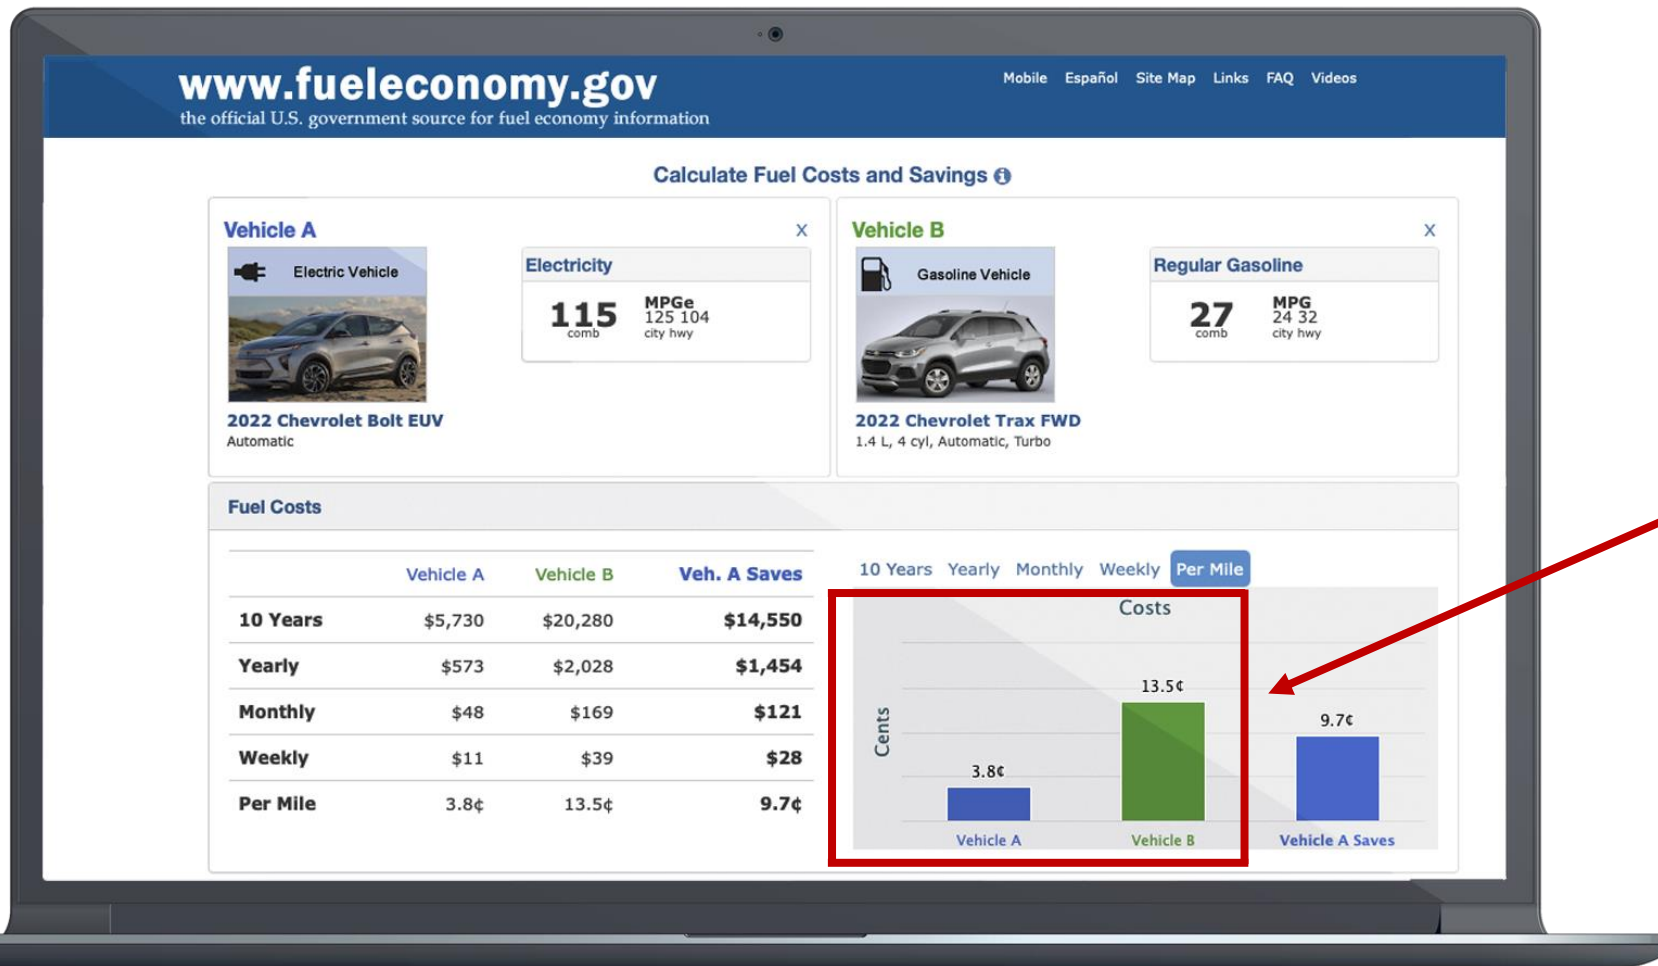 www.fueleconomy.gov
the official U.S. government source for fuel economy information
Mobile Español Site Map Links FAQ Videos
Calculate Fuel Costs and Savings
Vehicle A
X
Electric Vehicle
Electricity
115
comb
MPGe
125 104
city hwy
2022 Chevrolet Bolt EUV
Automatic
Vehicle B
X
Gasoline Vehicle
Regular Gasoline
27
comb
MPG
24 32
city hwy
2022 Chevrolet Trax FWD
1.4 L, 4 cyl, Automatic, Turbo
Fuel Costs
Vehicle A Vehicle B Veh. A Saves
10 Years $5,730 $20,280 $14,550
Yearly $573 $2,028 $1,454
Monthly $48 $169 $121
Weekly $11 $39 $28
Per Mile 3.8¢ 13.5¢ 9.7¢
10 Years Yearly Monthly Weekly Per Mile
Costs
Cents
3.8¢
13.5¢
9.7¢
Vehicle A Vehicle B Vehicle A Saves